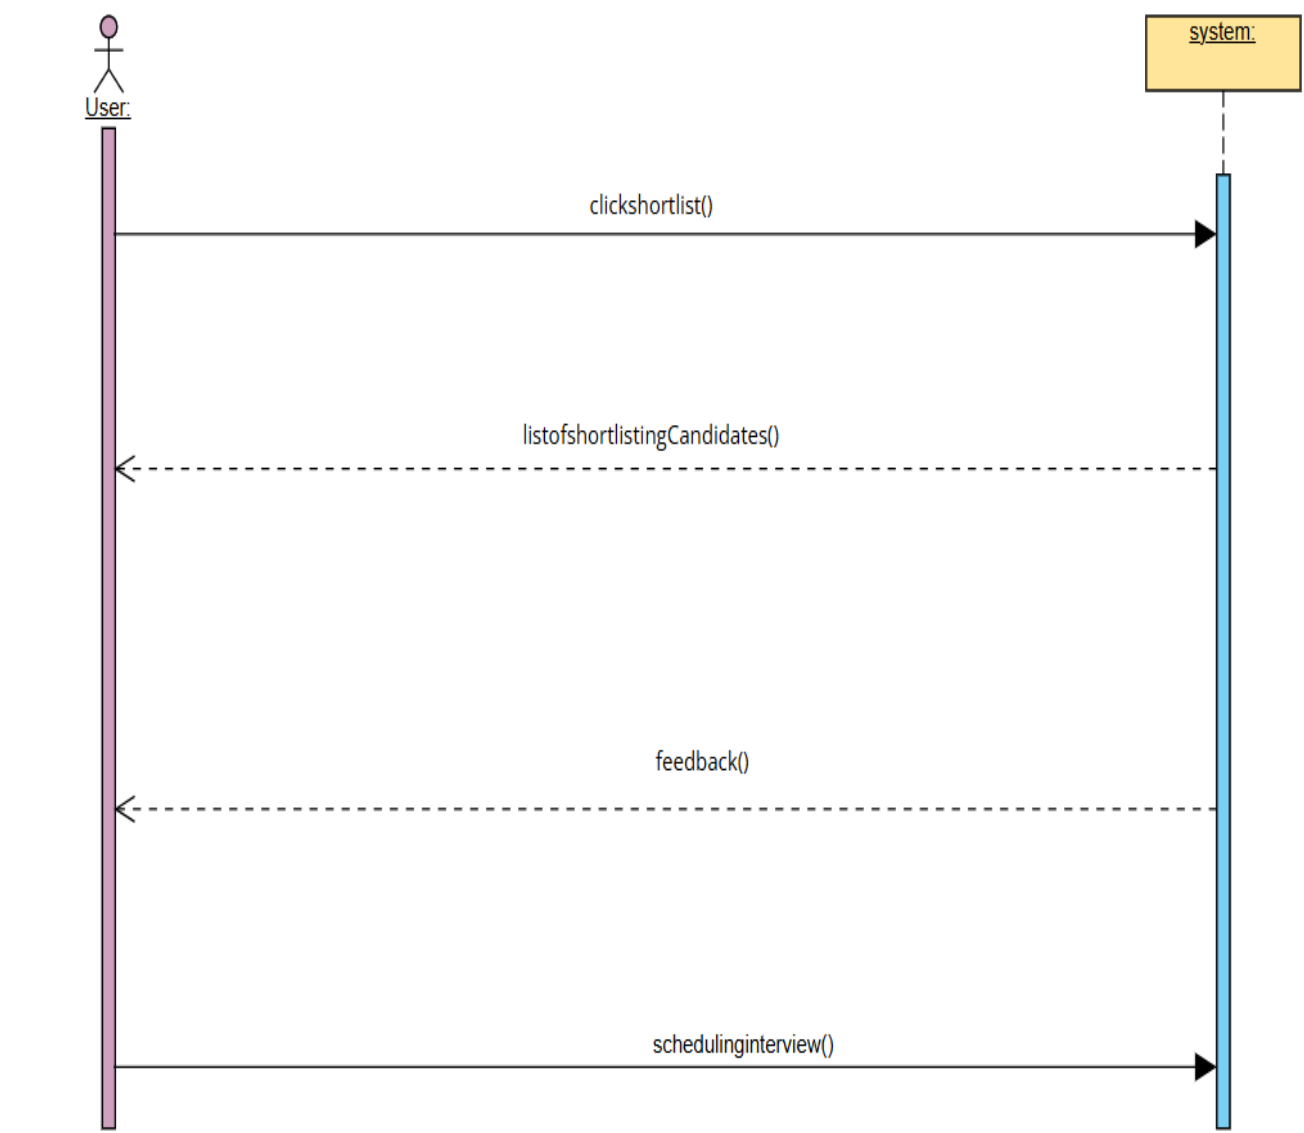 User:
system:
clickshortlist()
listofshortlistingCandidates()
feedback()
schedulinginterview()